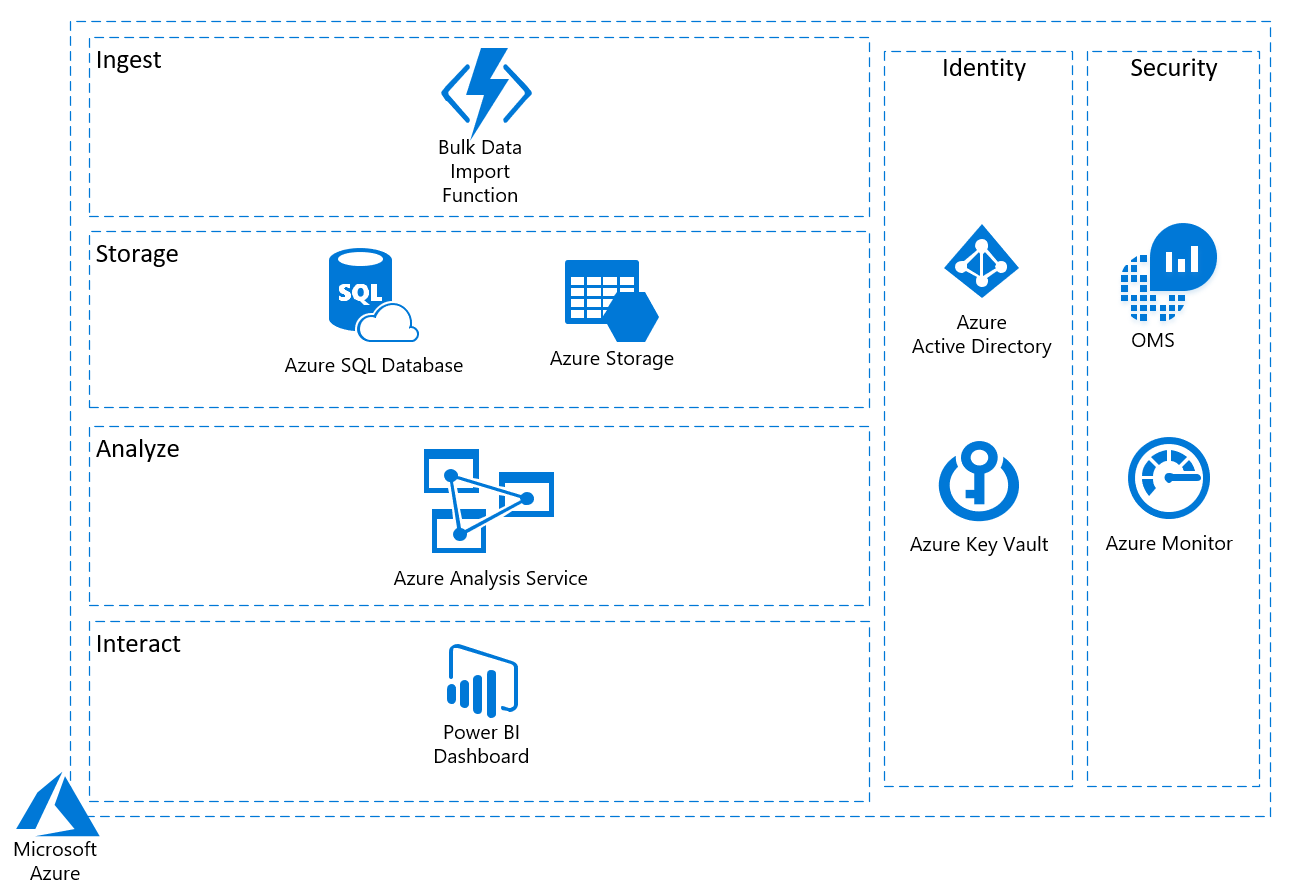 Ingest
Bulk Data
Import
Function
Storage
SQL
Azure SQL Database
Azure Storage
Analyze
Azure Analysis Service
Interact
Power BI
Dashboard
Identity
Azure
Active Directory
Azure Key Vault
Security
OMS
Azure Monitor
Microsoft
Azure